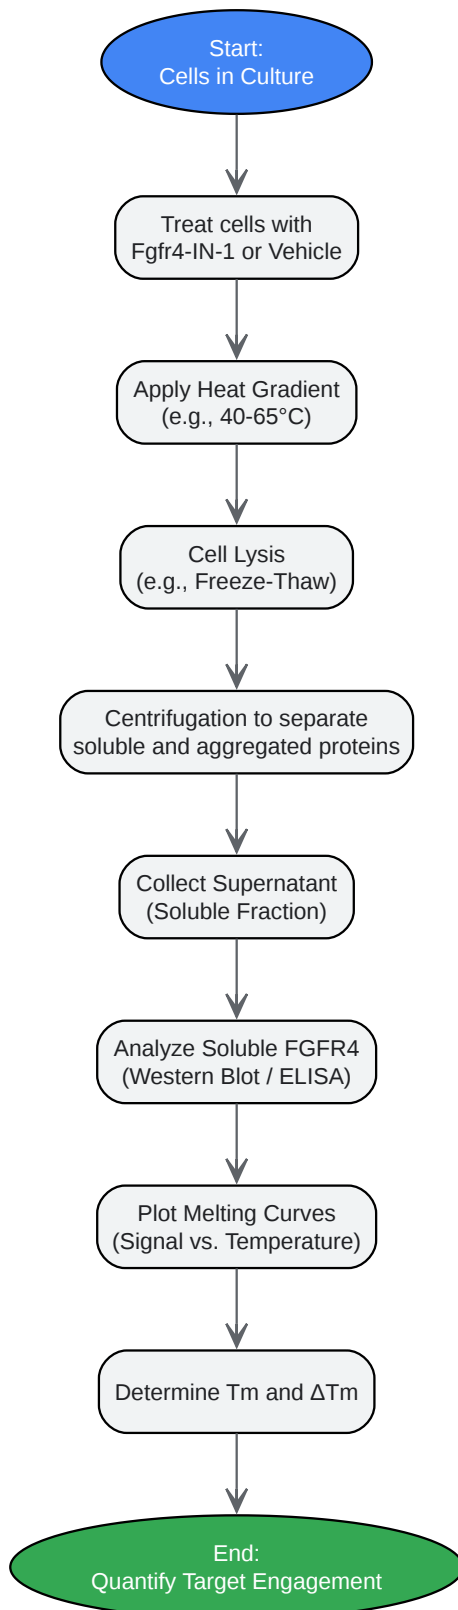 Start:
Cells in Culture
Treat cells with
Fgfr4-IN-1 or Vehicle
Apply Heat Gradient
(e.g., 40-65°C)
Cell Lysis
(e.g., Freeze-Thaw)
Centrifugation to separate
soluble and aggregated proteins
Collect Supernatant
(Soluble Fraction)
Analyze Soluble FGFR4
(Western Blot / ELISA)
Plot Melting Curves
(Signal vs. Temperature)
Determine Tm and ΔTm
End:
Quantify Target Engagement